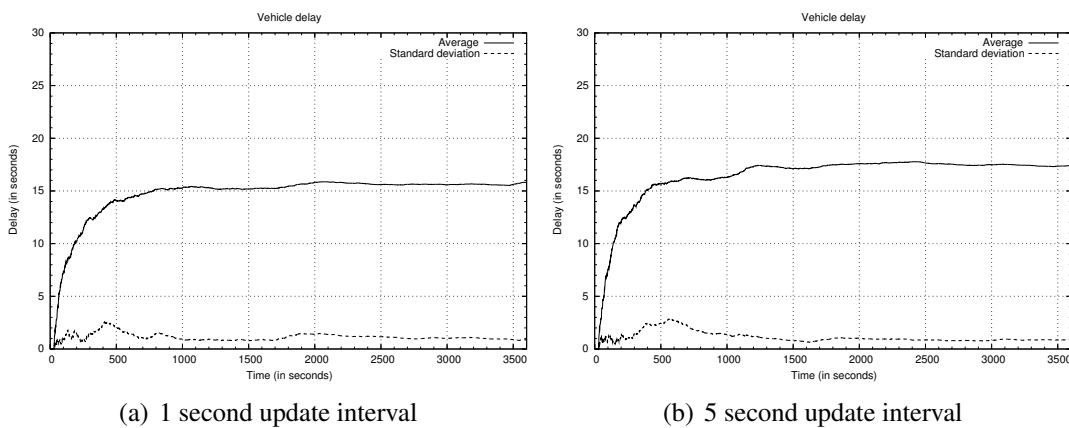 Vehicle delay
30
25
20
15
10
5
0
Delay (in seconds)
Average
Standard deviation
0 500 1000 1500 2000 2500 3000 3500
Time (in seconds)
(a) 1 second update interval
Vehicle delay
30
25
20
15
10
5
0
Delay (in seconds)
Average
Standard deviation
0 500 1000 1500 2000 2500 3000 3500
Time (in seconds)
(b) 5 second update interval